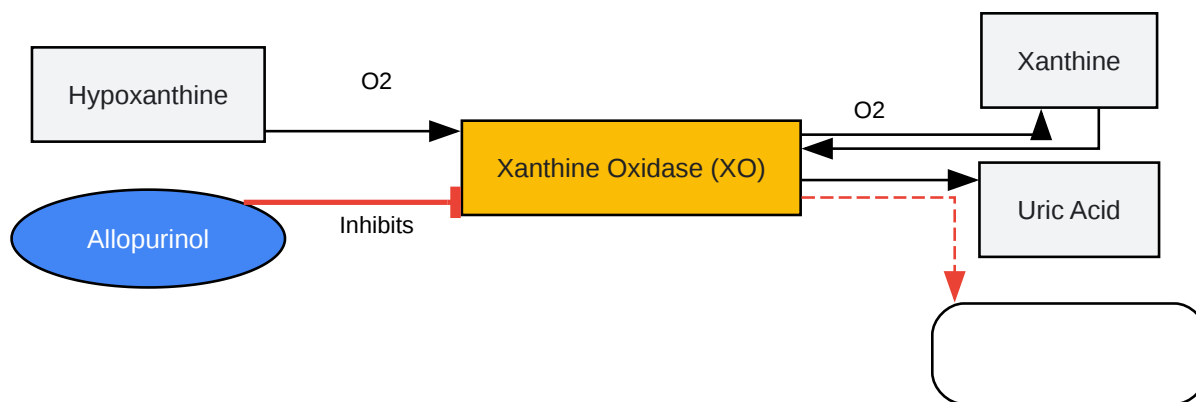 O2
Hypoxanthine
Xanthine
O2
Xanthine Oxidase (XO)
Uric Acid
Allopurinol
Inhibits